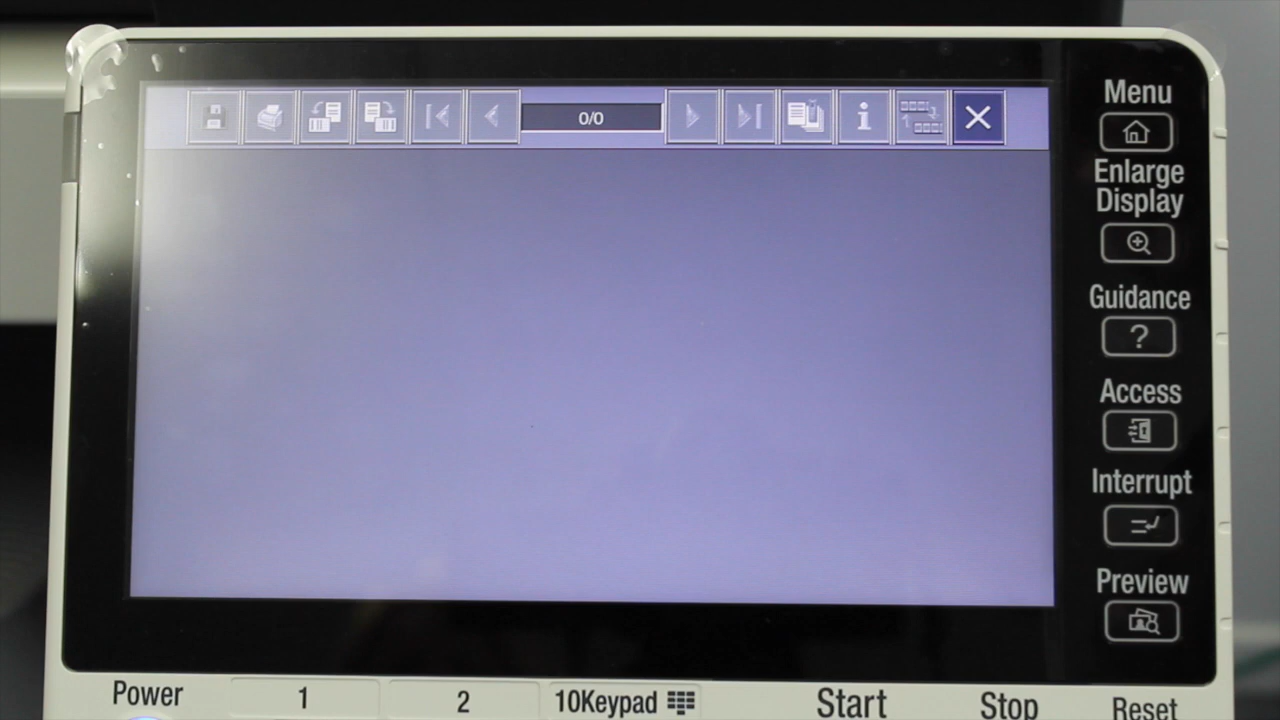 0/0
Menu
Enlarge
Display
Guidance
?
Access
Interrupt
Preview
Power
1
2
10Keypad
Start
Stop
Reset